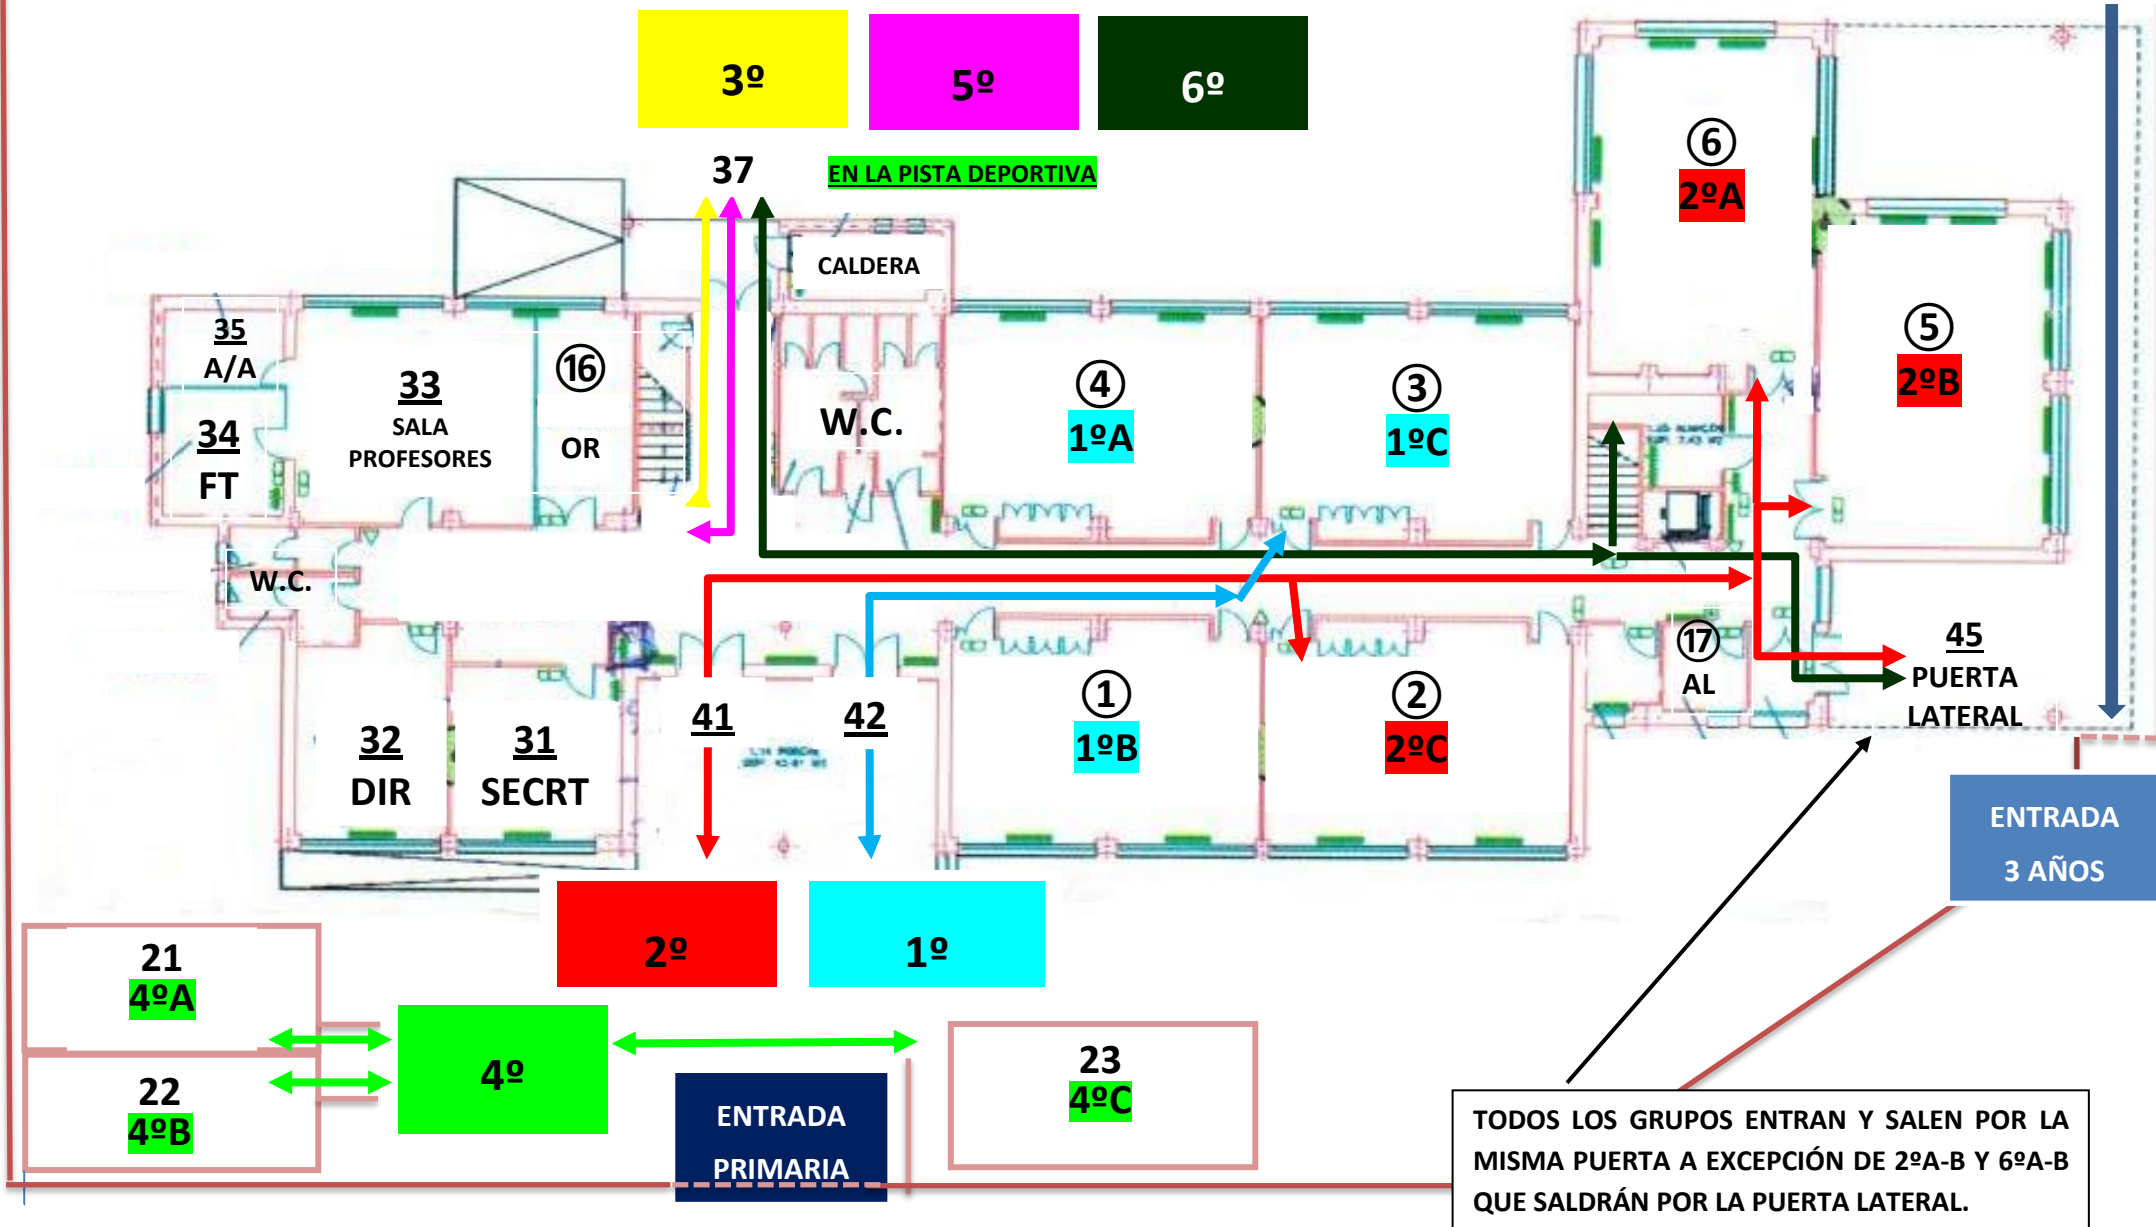 3º
5º
6º
37
EN LA PISTA DEPORTIVA
⑥
2ºA
CALDERA
35
A/A
33
SALA
PROFESORES
⑯
OR
34
FT
W.C.
④
1ºA
③
1ºC
⑤
2ºB
W.C.
32
DIR
31
SECRT
41
42
①
1ºB
②
2ºC
⑰
AL
45
PUERTA
LATERAL
ENTRADA
3 AÑOS
2º
1º
21
4ºA
22
4ºB
4º
23
4ºC
ENTRADA
PRIMARIA
TODOS LOS GRUPOS ENTRAN Y SALEN POR LA
MISMA PUERTA A EXCEPCIÓN DE 2ºA-B Y 6ºA-B
QUE SALDRÁN POR LA PUERTA LATERAL.